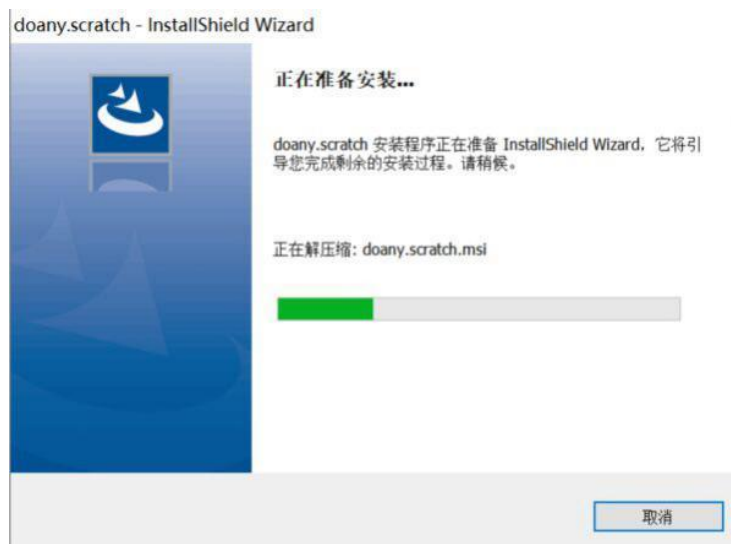 doany.scratch - InstallShield Wizard
正在准备安装...
doany.scratch 安装程序正在准备 InstallShield Wizard，它将引
导您完成剩余的安装过程。请稍候。
正在解压缩: doany.scratch.msi
取消